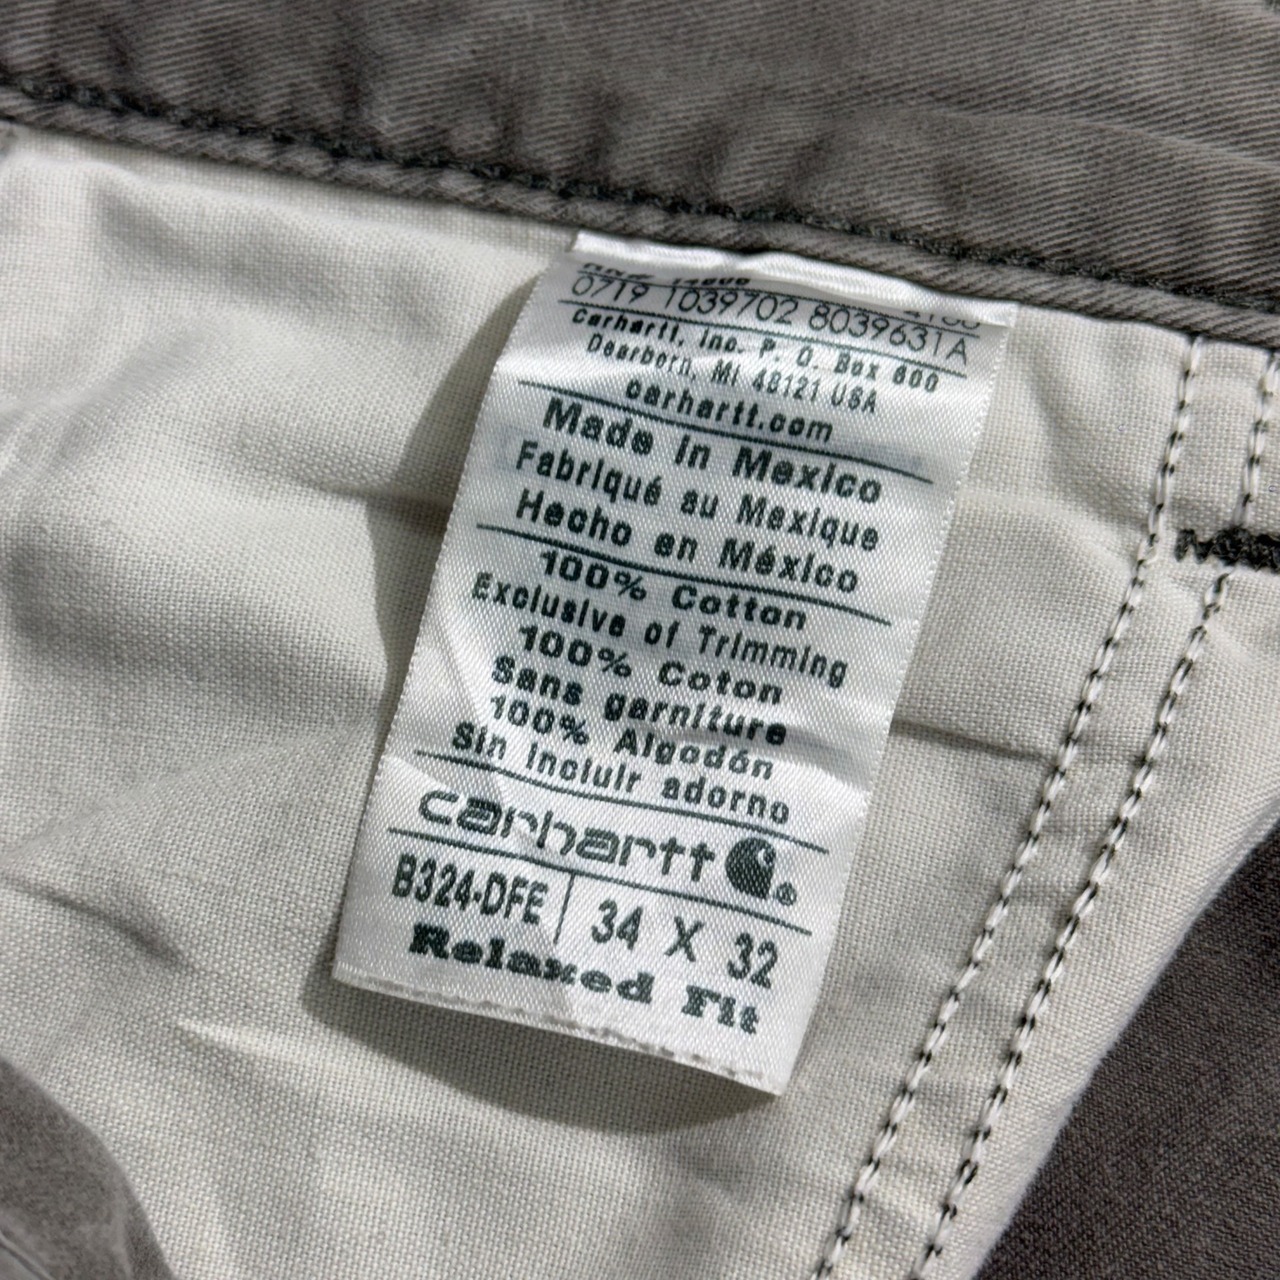 0719 1039702 8039631A
Carhartt, Inc. P. O. Box 600
Dearborn, MI 48121 USA
carhartt.com
Made in Mexico
Fabriqué au Mexique
Hecho en México
100% Cotton
Exclusive of Trimming
100% Coton
Sans garniture
100% Algodón
Sin incluir adorno
carhartt ®
B324-DFE 34 X 32
Relaxed Fit